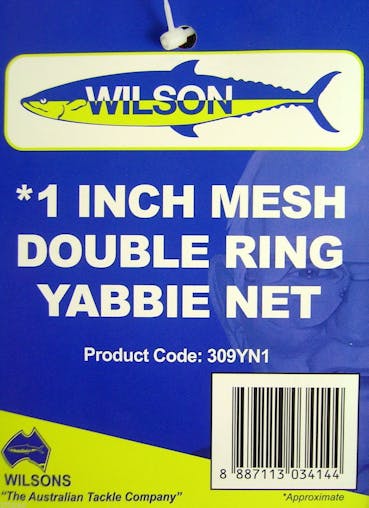 WILSON
*1 INCH MESH
DOUBLE RING
YABBIE NET
Product Code: 309YN1
8 887113 034144
WILSONS
"The Australian Tackle Company"
*Approximate